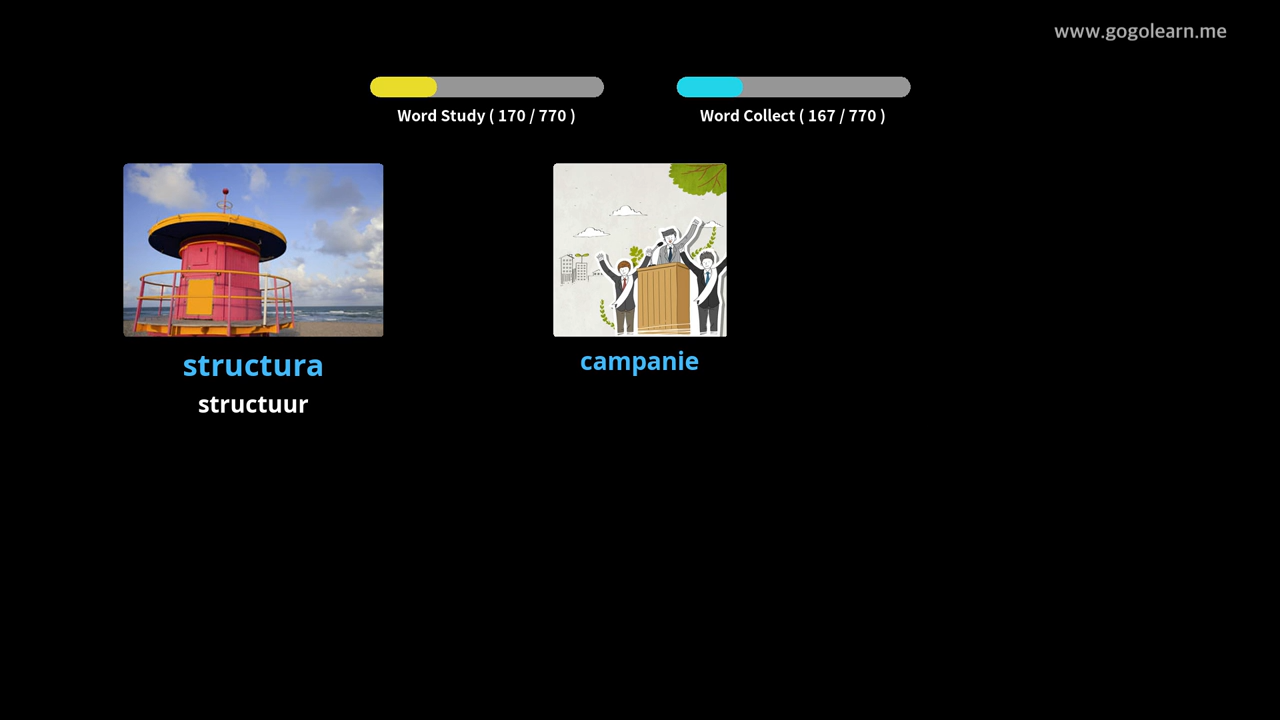 www.gogolearn.me
Word Study ( 170 / 770 )
Word Collect ( 167 / 770 )
structura
structuur
campanie